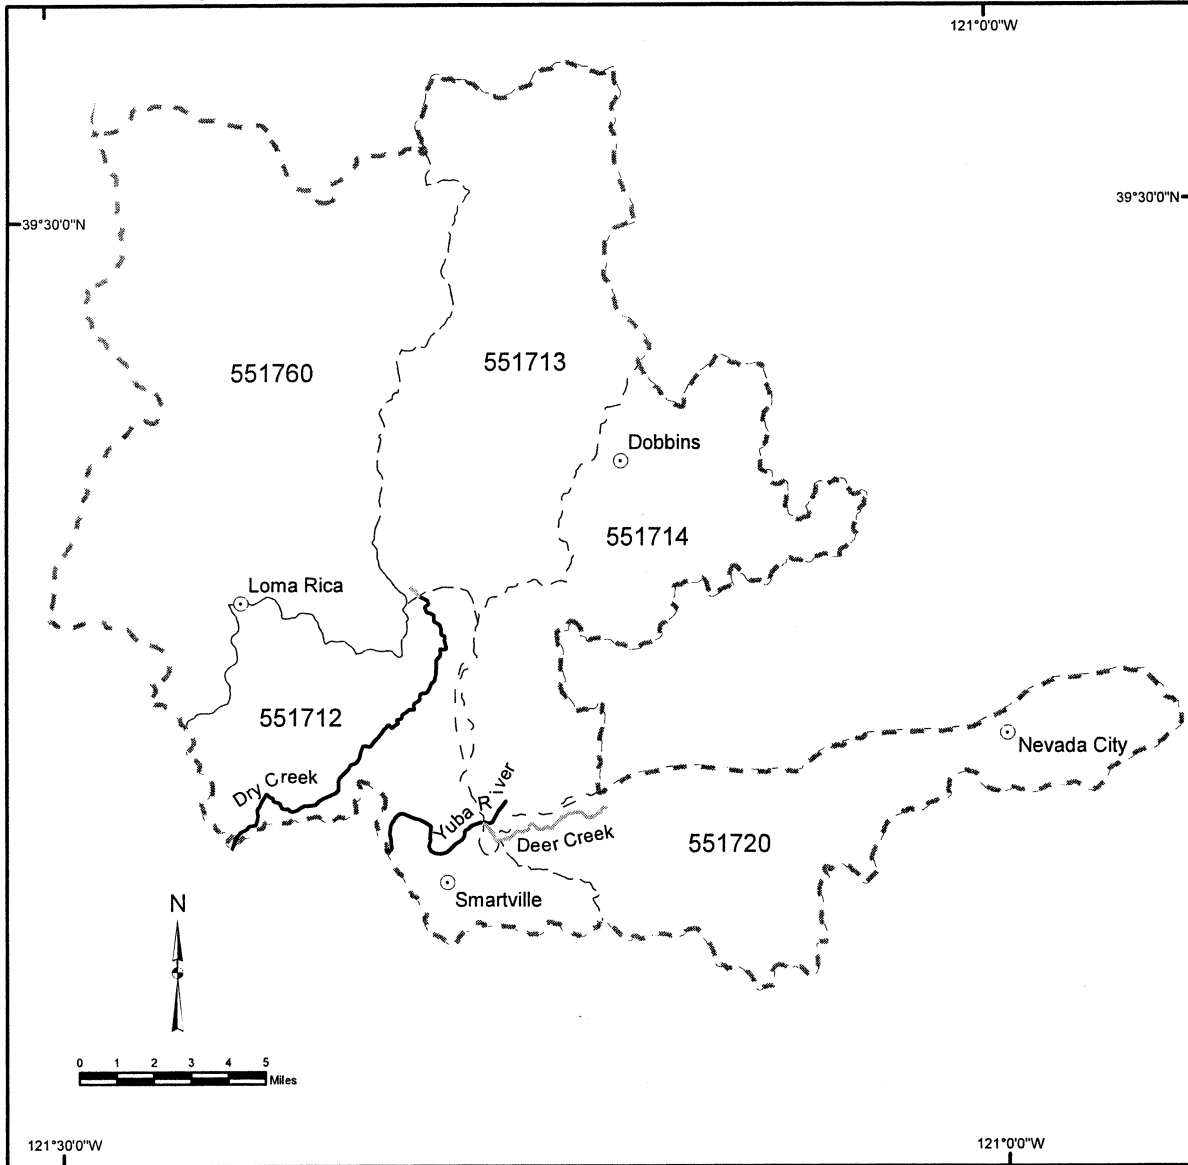 121°0'0"W
39°30'0"N
39°30'0"N
551760
551713
Dobbins
551714
Loma Rica
551712
Nevada City
Dry Creek
Yuba River
Deer Creek
551720
Smartville
N
0 1 2 3 4 5
Miles
121°30'0"W
121°0'0"W